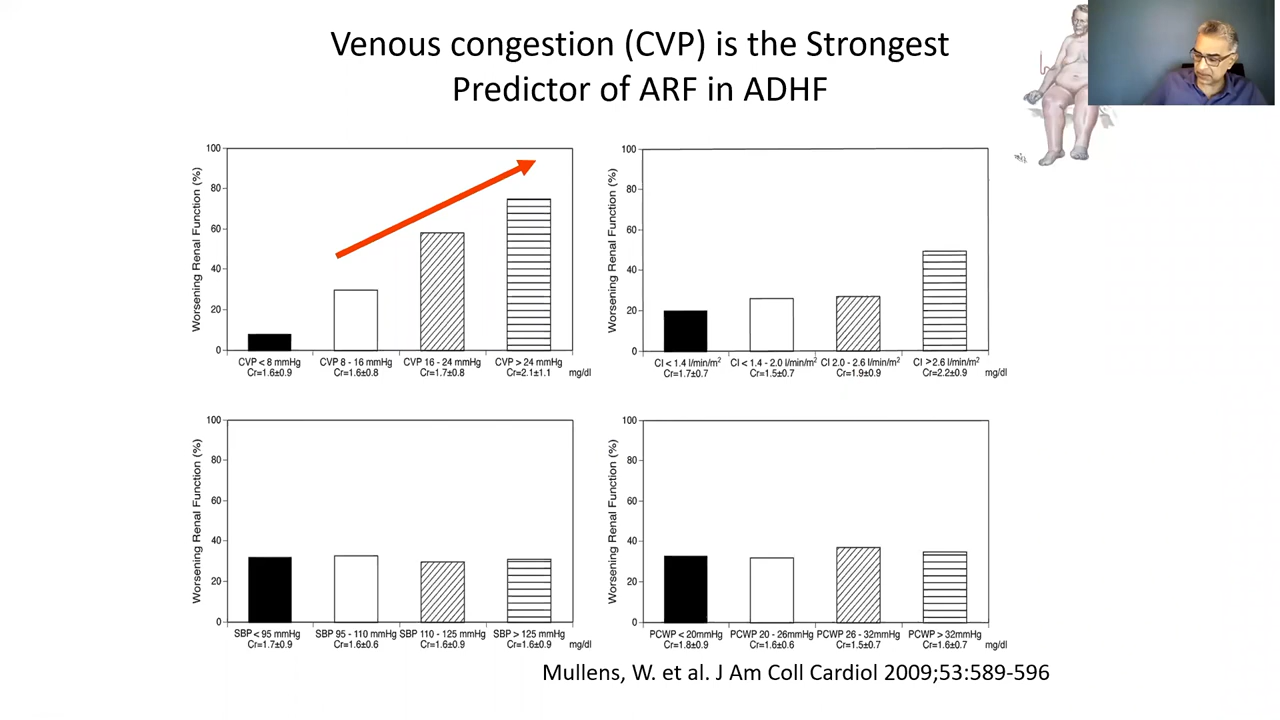 Venous congestion (CVP) is the Strongest
Predictor of ARF in ADHF
Worsening Renal Function (%)
100
80
60
40
20
0
CVP < 8 mmHg CVP 8 - 16 mmHg CVP 16 - 24 mmHg CVP > 24 mmHg
Cr=1.6±0.9 Cr=1.6±0.8 Cr=1.7±0.8 Cr=2.1±1.1 mg/dl
Worsening Renal Function (%)
100
80
60
40
20
0
CI < 1.4 l/min/m² CI < 1.4 - 2.0 l/min/m² CI 2.0 - 2.6 l/min/m² CI >2.6 l/min/m²
Cr=1.7±0.7 Cr=1.5±0.7 Cr=1.9±0.9 Cr=2.2±0.9 mg/dl
Worsening Renal Function (%)
100
80
60
40
20
0
SBP < 95 mmHg SBP 95 - 110 mmHg SBP 110 - 125 mmHg SBP > 125 mmHg
Cr=1.7±0.9 Cr=1.6±0.6 Cr=1.6±0.9 Cr=1.6±0.9 mg/dl
Worsening Renal Function (%)
100
80
60
40
20
0
PCWP < 20mmHg PCWP 20 - 26mmHg PCWP 26 - 32mmHg PCWP > 32mmHg
Cr=1.8±0.9 Cr=1.6±0.6 Cr=1.5±0.7 Cr=1.6±0.7 mg/dl
Mullens, W. et al. J Am Coll Cardiol 2009;53:589-596